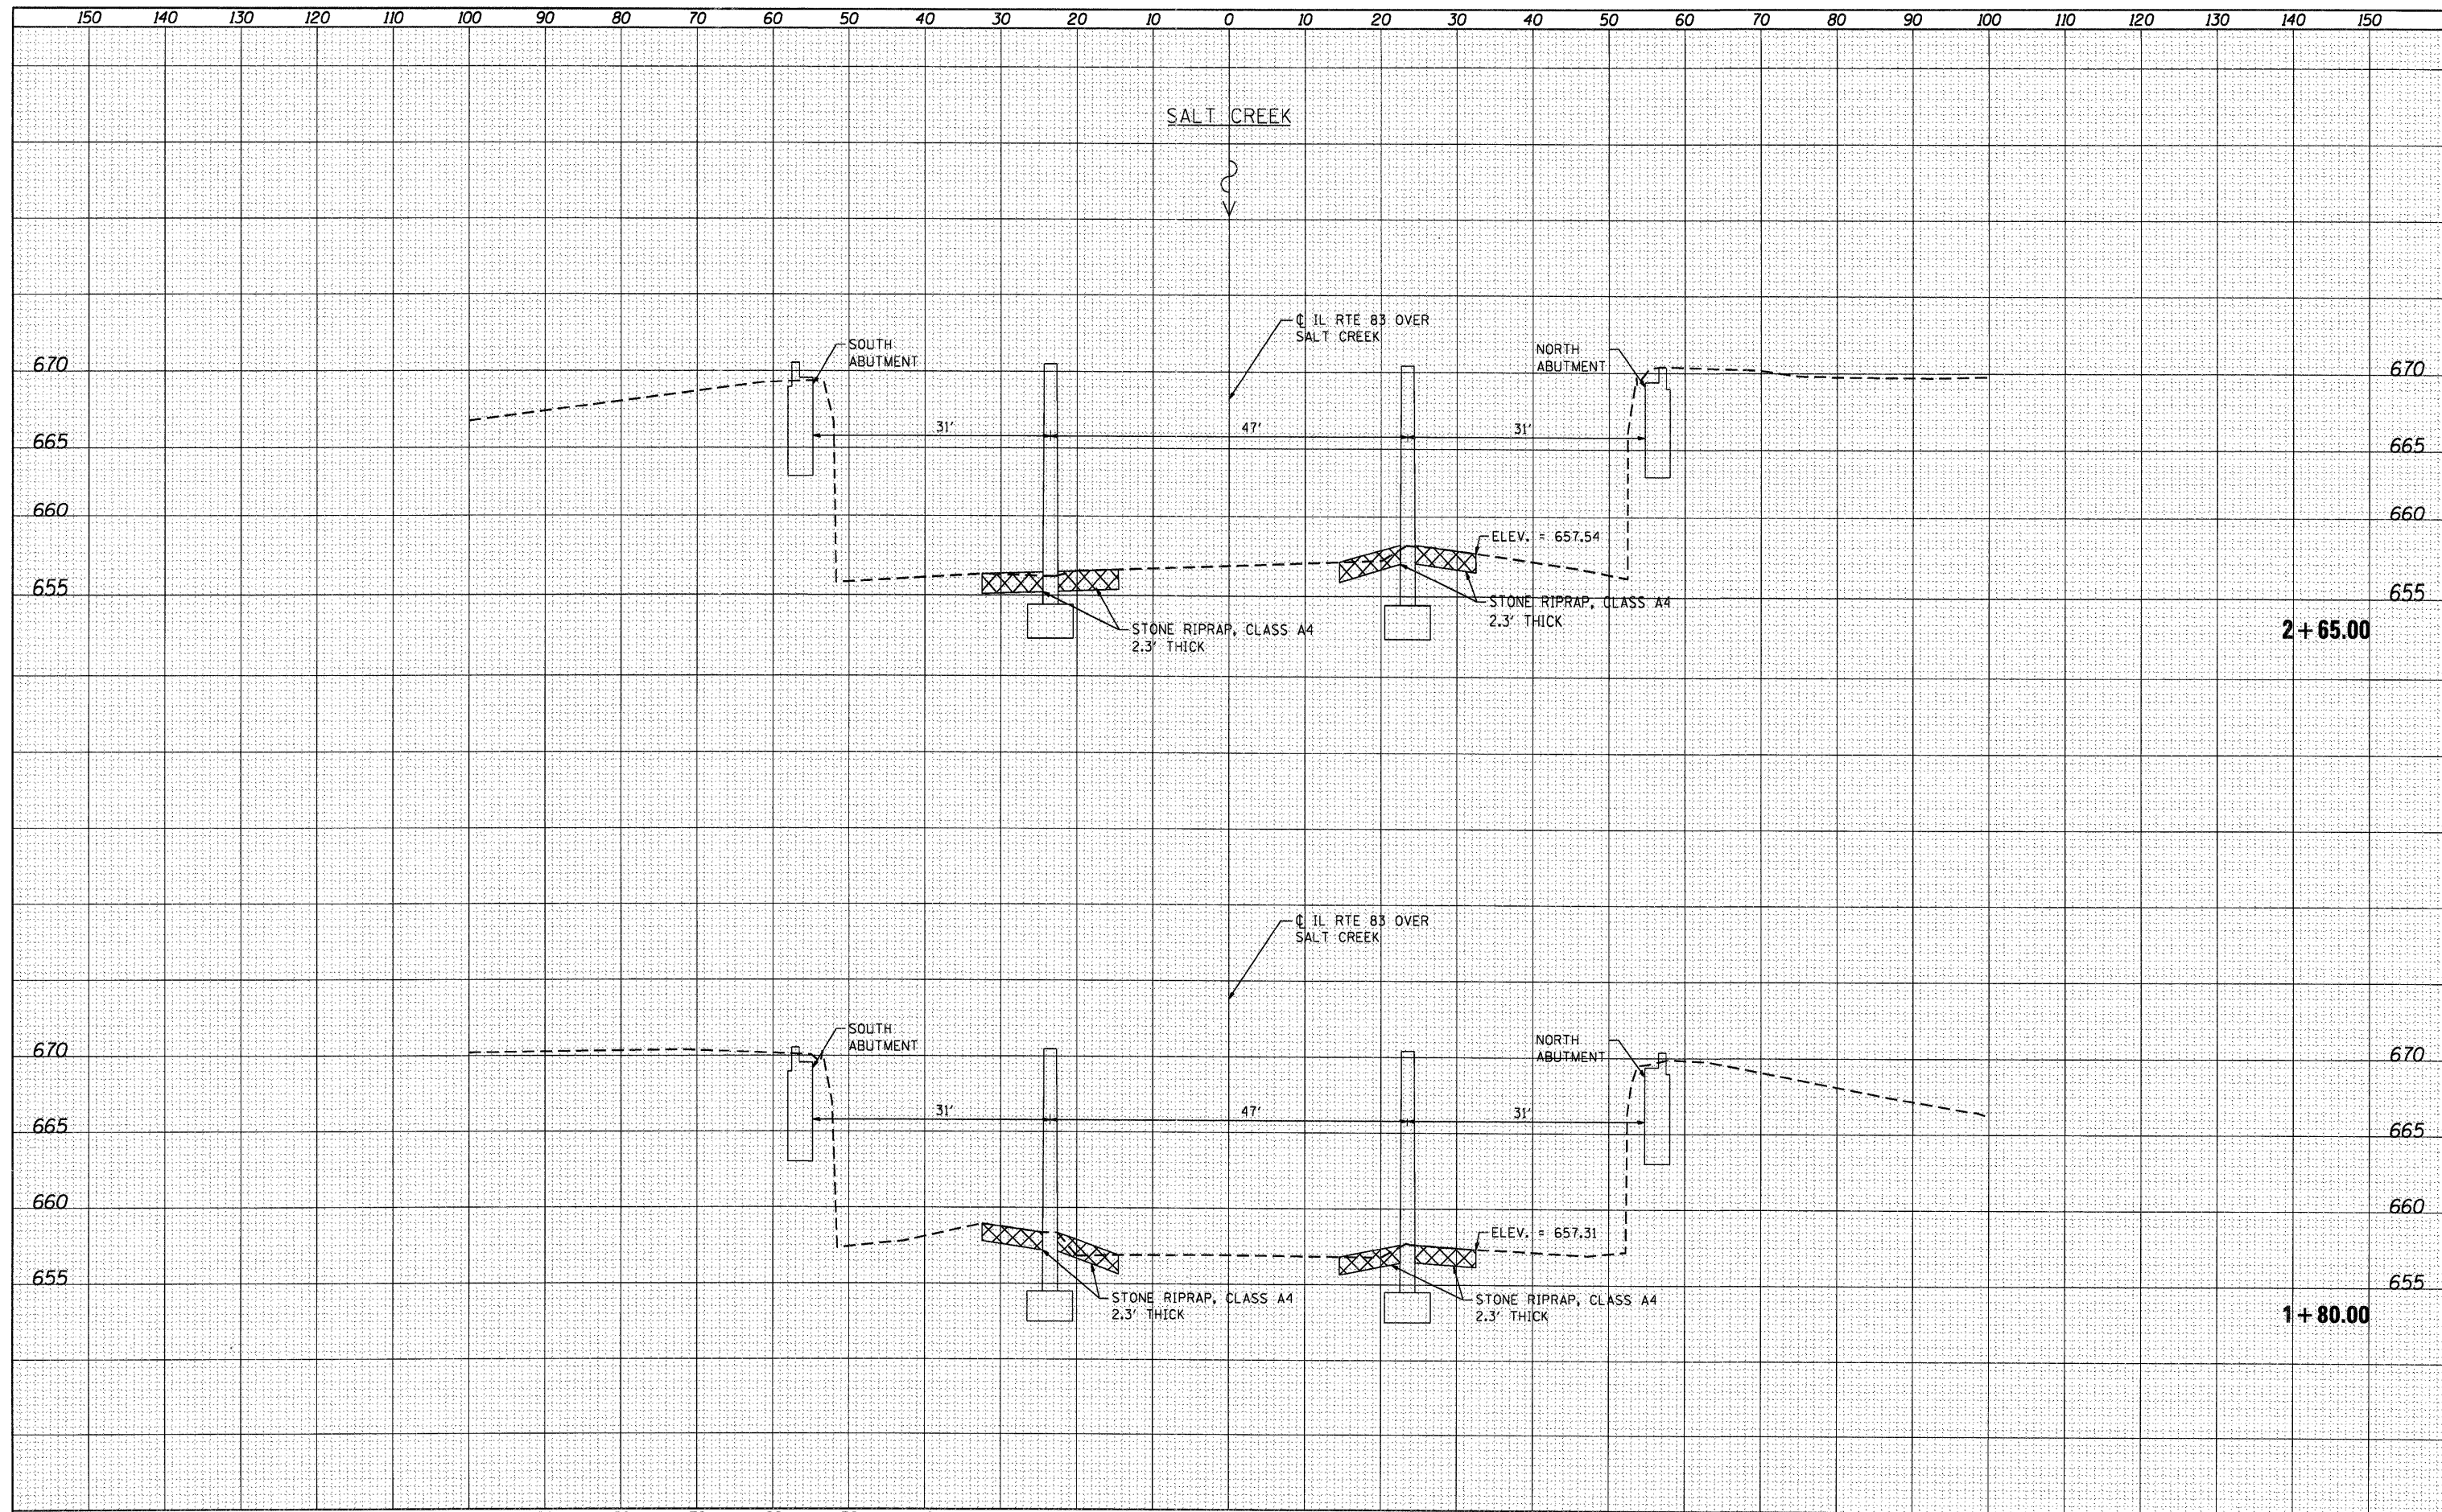 150 140 130 120 110 100 90 80 70 60 50 40 30 20 10 0 10 20 30 40 50 60 70 80 90 100 110 120 130 140 150
SALT CREEK
℄ IL RTE 83 OVER
SALT CREEK
SOUTH
ABUTMENT
NORTH
ABUTMENT
670 670
31' 47' 31'
665 665
660 660
ELEV. = 657.54
655 655
STONE RIPRAP, CLASS A4
2.3' THICK
STONE RIPRAP, CLASS A4
2.3' THICK
2+65.00
℄ IL RTE 83 OVER
SALT CREEK
SOUTH
ABUTMENT
NORTH
ABUTMENT
670 670
31' 47' 31'
665 665
660 660
ELEV. = 657.31
655 655
STONE RIPRAP, CLASS A4
2.3' THICK
STONE RIPRAP, CLASS A4
2.3' THICK
1+80.00